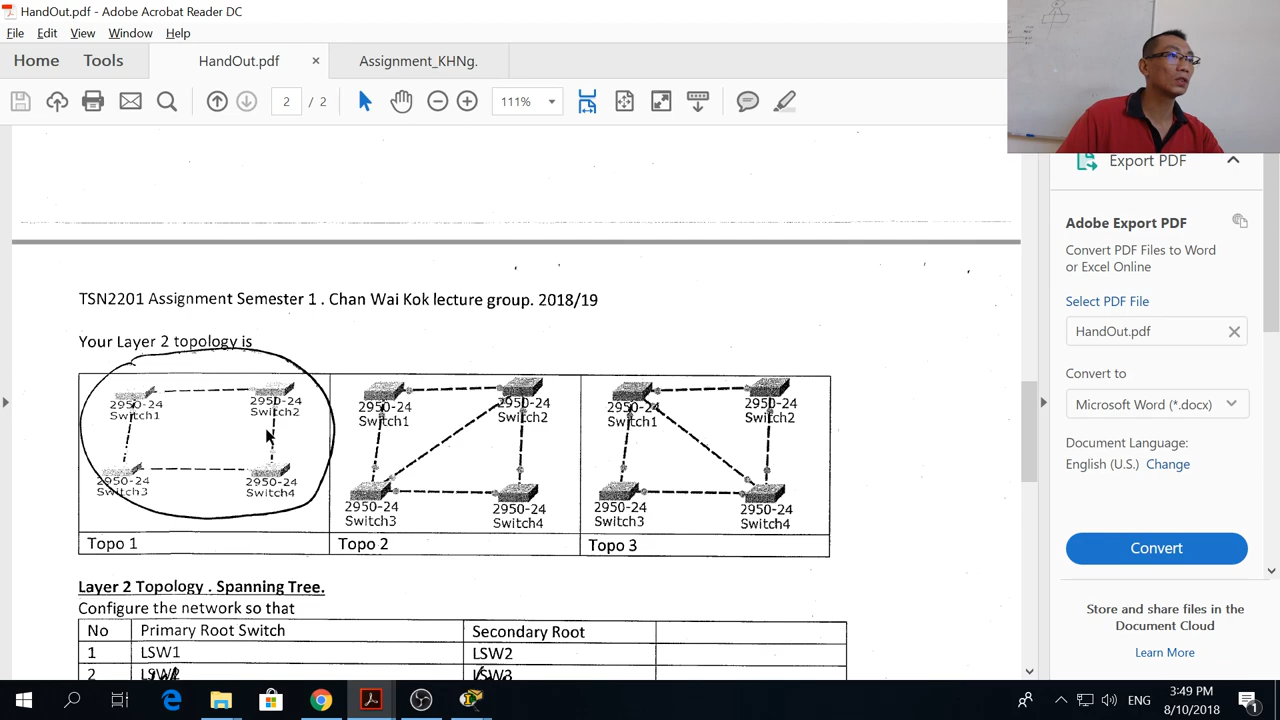 HandOut.pdf - Adobe Acrobat Reader DC
File Edit View Window Help
Home Tools HandOut.pdf × Assignment_KHNg.
2 / 2 111%
Export PDF
Adobe Export PDF
Convert PDF Files to Word
or Excel Online
Select PDF File
HandOut.pdf
Convert to
Microsoft Word (*.docx)
Document Language:
English (U.S.) Change
Convert
Store and share files in the
Document Cloud
Learn More
TSN2201 Assignment Semester 1 . Chan Wai Kok lecture group. 2018/19
Your Layer 2 topology is
2950-24
Switch1
2950-24
Switch2
2950-24
Switch3
2950-24
Switch4
Topo 1
2950-24
Switch1
2950-24
Switch2
2950-24
Switch3
2950-24
Switch4
Topo 2
2950-24
Switch1
2950-24
Switch2
2950-24
Switch3
2950-24
Switch4
Topo 3
Layer 2 Topology . Spanning Tree.
Configure the network so that
No Primary Root Switch Secondary Root
1 LSW1 LSW2
2 LSW3
ENG
3:49 PM
8/10/2018
1